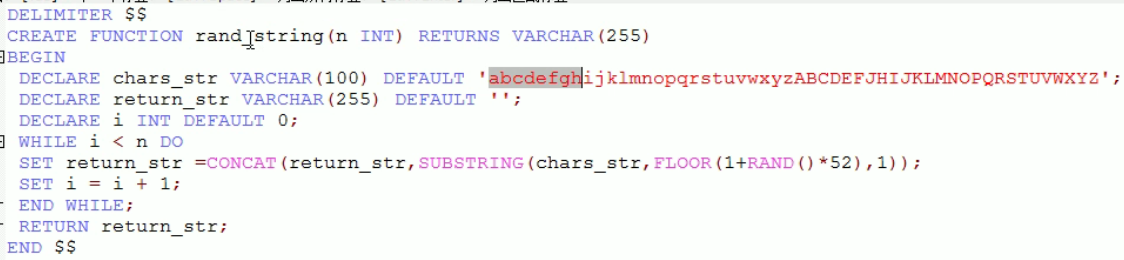 DELIMITER $$
CREATE FUNCTION rand_string(n INT) RETURNS VARCHAR(255)
BEGIN
DECLARE chars_str VARCHAR(100) DEFAULT 'abcdefghijklmnopqrstuvwxyzABCDEFJHIJKLMNOPQRSTUVWXYZ';
DECLARE return_str VARCHAR(255) DEFAULT '';
DECLARE i INT DEFAULT 0;
WHILE i < n DO
SET return_str =CONCAT(return_str,SUBSTRING(chars_str,FLOOR(1+RAND()*52),1));
SET i = i + 1;
END WHILE;
RETURN return_str;
END $$